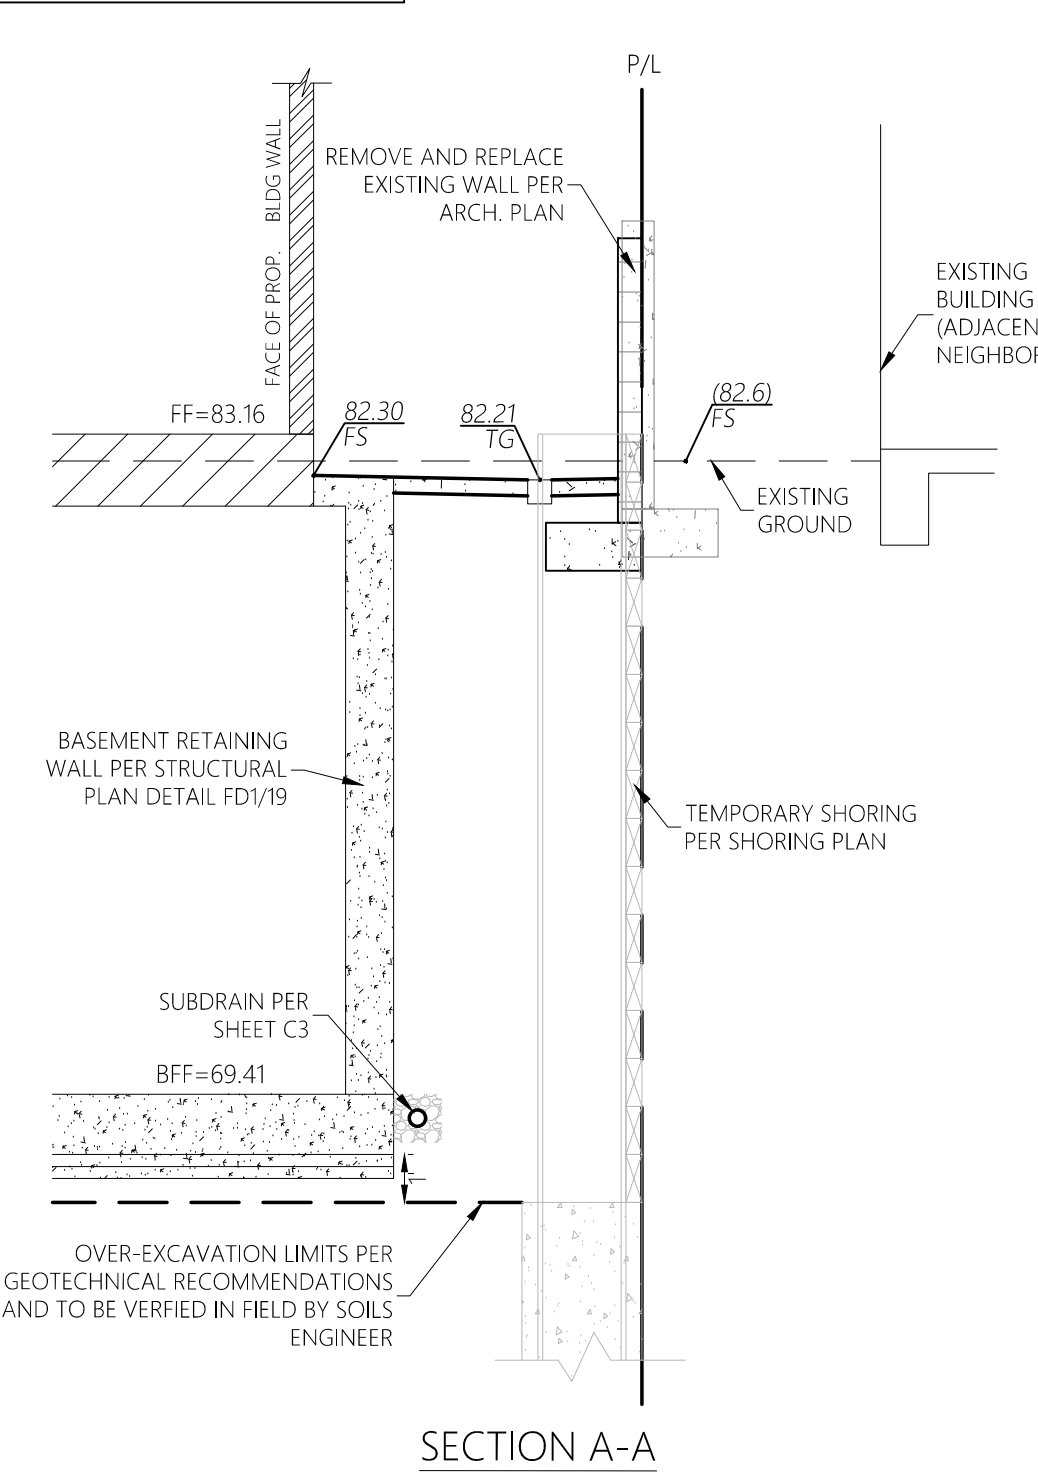 P/L
REMOVE AND REPLACE
EXISTING WALL PER
ARCH. PLAN
FACE OF PROP. BLDG WALL
EXISTING
BUILDING
(ADJACEN
NEIGHBOR
FF=83.16
82.30
FS
82.21
TG
(82.6)
FS
EXISTING
GROUND
BASEMENT RETAINING
WALL PER STRUCTURAL
PLAN DETAIL FD1/19
TEMPORARY SHORING
PER SHORING PLAN
SUBDRAIN PER
SHEET C3
BFF=69.41
1'
OVER-EXCAVATION LIMITS PER
GEOTECHNICAL RECOMMENDATIONS
AND TO BE VERFIED IN FIELD BY SOILS
ENGINEER
SECTION A-A